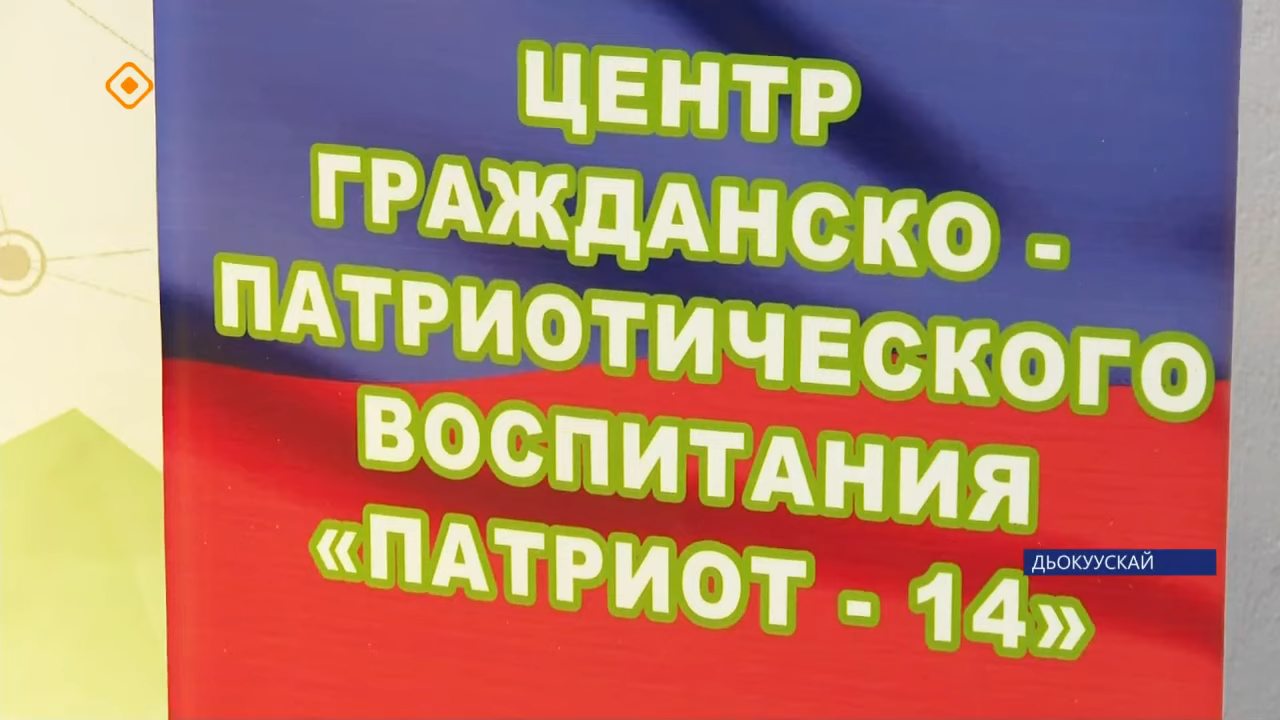 ЦЕНТР
ГРАЖДАНСКО -
ПАТРИОТИЧЕСКОГО
ВОСПИТАНИЯ
«ПАТРИОТ - 14»
ДЬОКУУСКАЙ